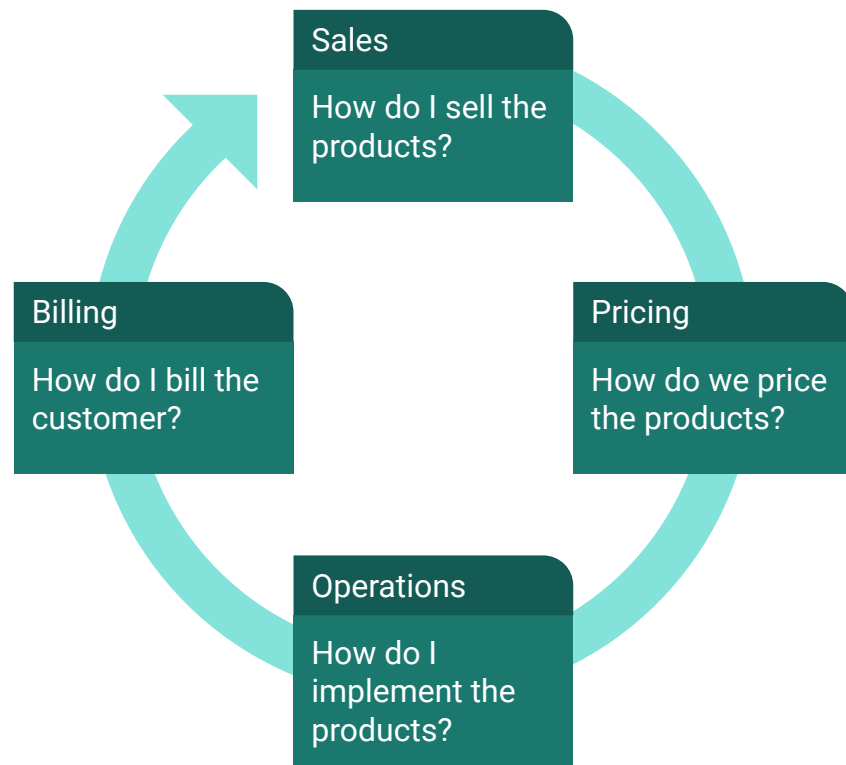 Sales
How do I sell the
products?
Pricing
How do we price
the products?
Operations
How do I
implement the
products?
Billing
How do I bill the
customer?